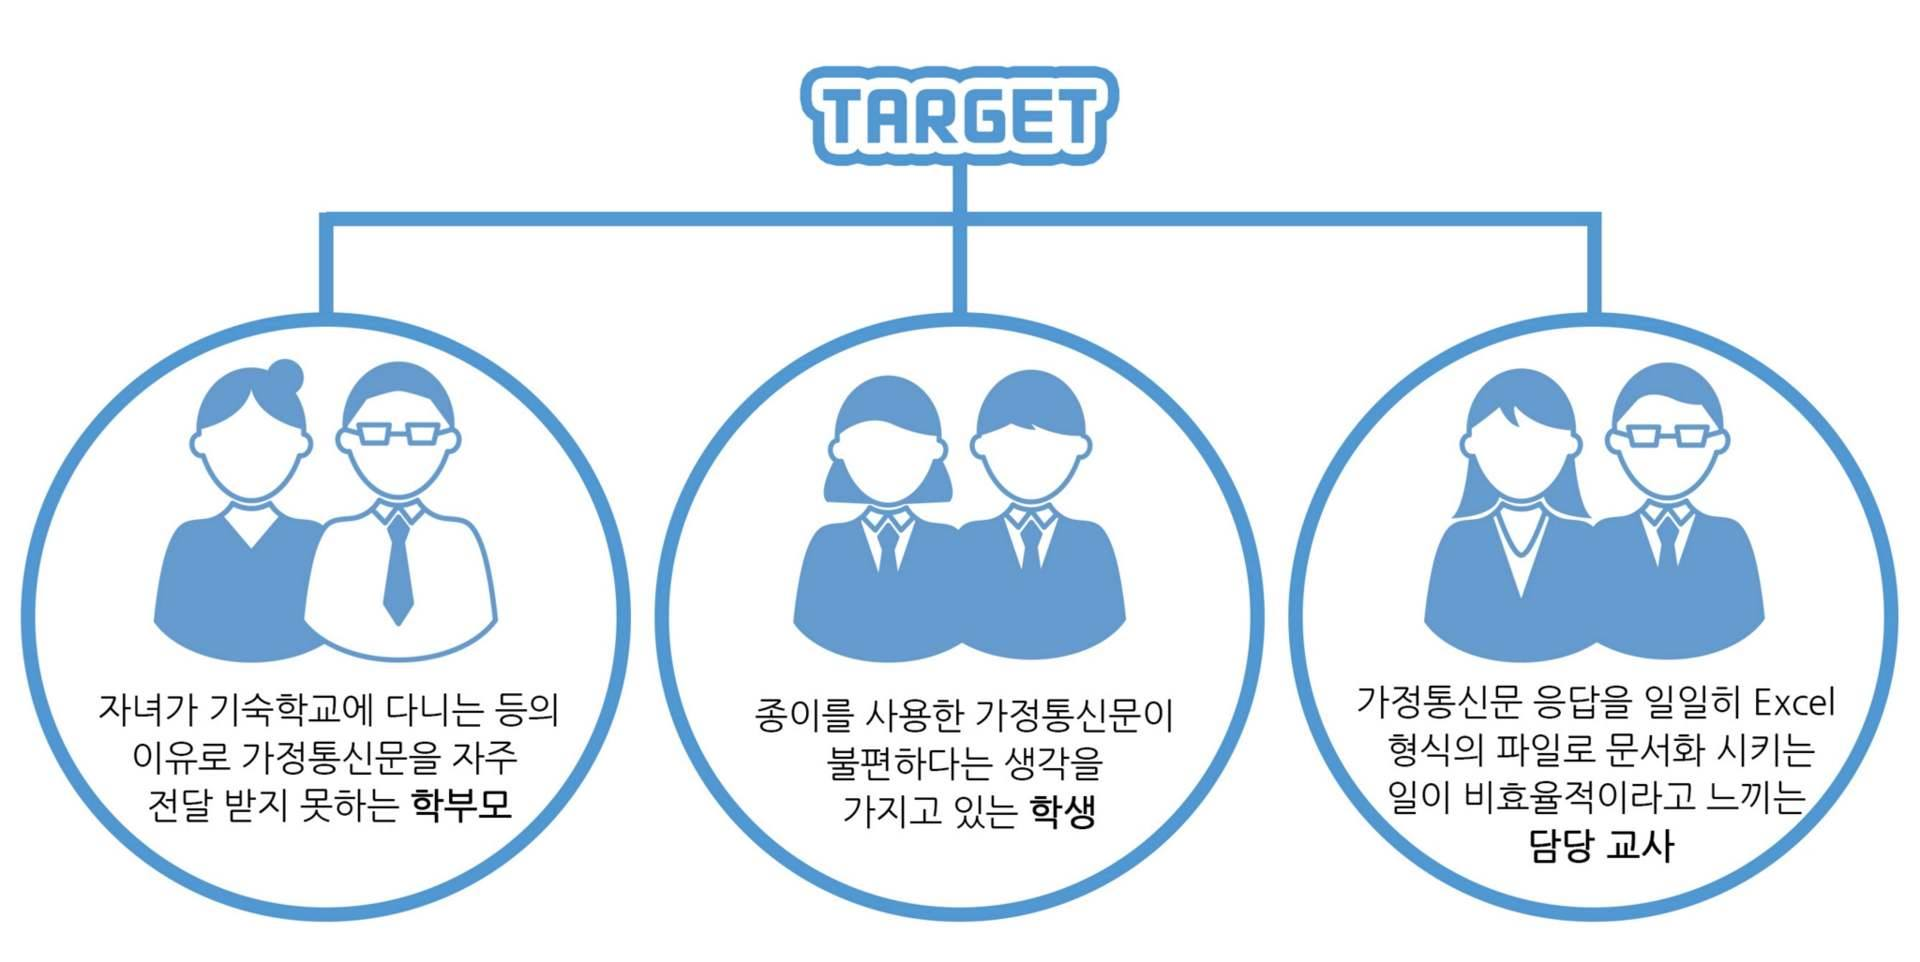 TARGET
자녀가 기숙학교에 다니는 등의
이유로 가정통신문을 자주
전달 받지 못하는 학부모
종이를 사용한 가정통신문이
불편하다는 생각을
가지고 있는 학생
가정통신문 응답을 일일히 Excel
형식의 파일로 문서화 시키는
일이 비효율적이라고 느끼는
담당 교사